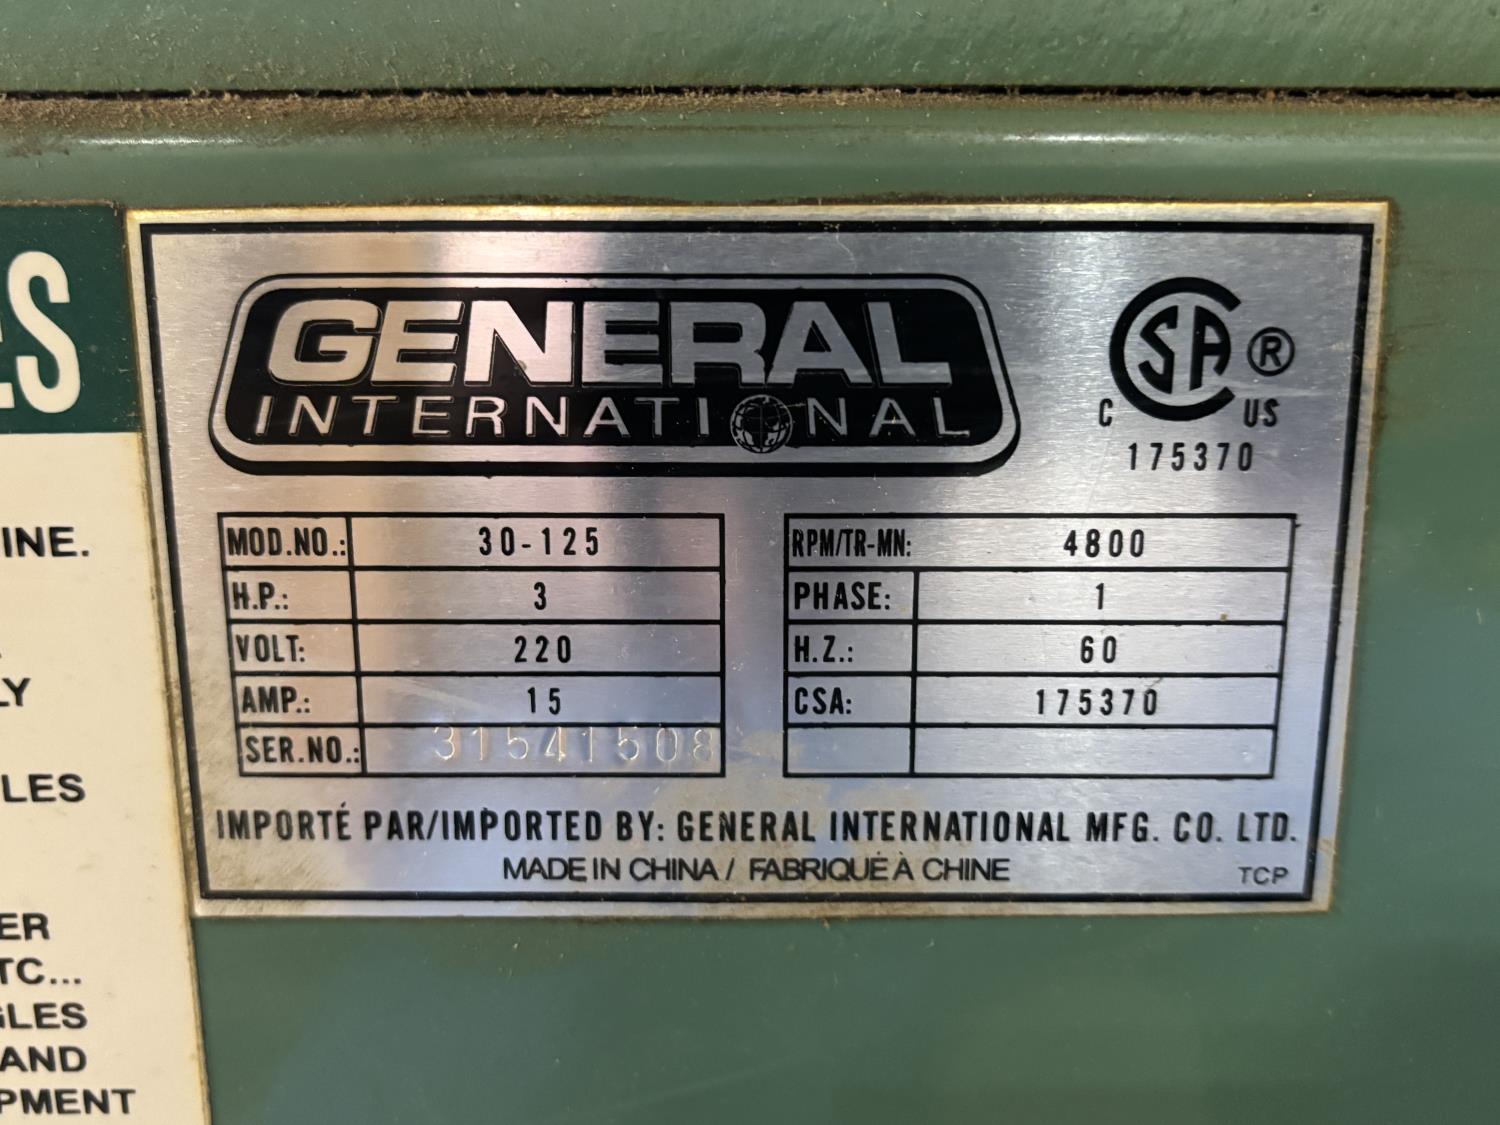 ES
INE.
LY
LES
ER
TC...
GLES
AND
PMENT
GENERAL
INTERNATIONAL
CSA®
C US
175370
MOD.NO.: 30-125
H.P.: 3
VOLT: 220
AMP.: 15
SER.NO.: 31541508
RPM/TR-MN: 4800
PHASE: 1
H.Z.: 60
CSA: 175370
IMPORTÉ PAR/IMPORTED BY: GENERAL INTERNATIONAL MFG. CO. LTD.
MADE IN CHINA / FABRIQUÉ À CHINE
TCP